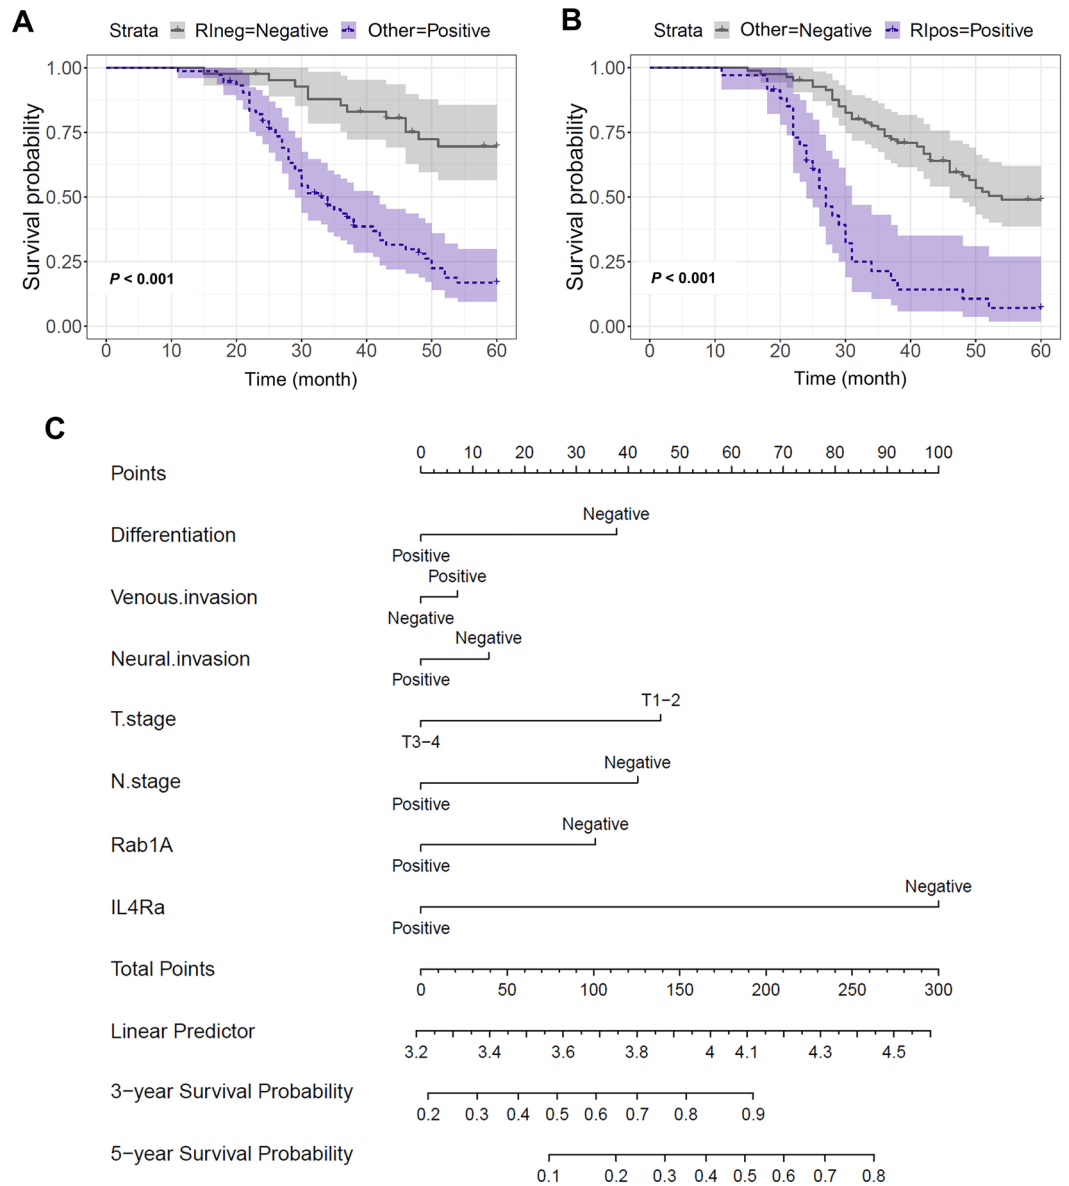 A
Strata RIneg=Negative Other=Positive
Survival probability
1.00
0.75
0.50
0.25
0.00
P < 0.001
0 10 20 30 40 50 60
Time (month)
B
Strata Other=Negative RIpos=Positive
Survival probability
1.00
0.75
0.50
0.25
0.00
P < 0.001
0 10 20 30 40 50 60
Time (month)
C
0 10 20 30 40 50 60 70 80 90 100
Points
Negative
Differentiation
Positive
Positive
Venous.invasion
Negative
Negative
Neural.invasion
Positive
T1−2
T.stage
T3−4
Negative
N.stage
Positive
Negative
Rab1A
Positive
Negative
IL4Ra
Positive
Total Points
0 50 100 150 200 250 300
Linear Predictor
3.2 3.4 3.6 3.8 4 4.1 4.3 4.5
3−year Survival Probability
0.2 0.3 0.4 0.5 0.6 0.7 0.8 0.9
5−year Survival Probability
0.1 0.2 0.3 0.4 0.5 0.6 0.7 0.8